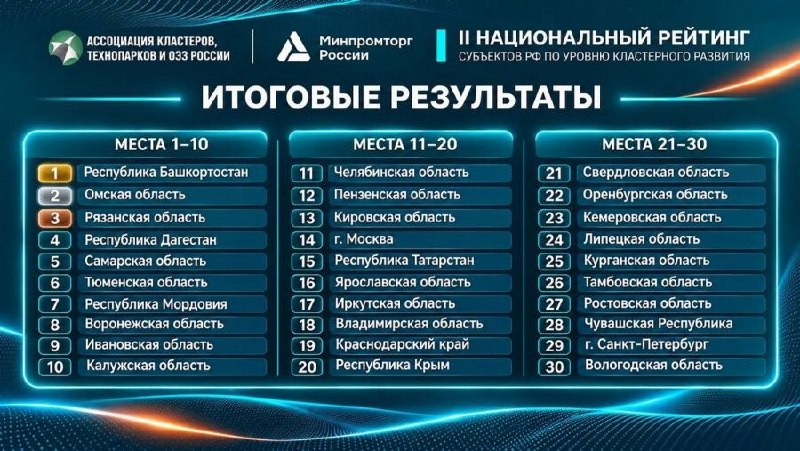 АССОЦИАЦИЯ КЛАСТЕРОВ,
ТЕХНОПАРКОВ И ОЭЗ РОССИИ
Минпромторг
России
II НАЦИОНАЛЬНЫЙ РЕЙТИНГ
СУБЪЕКТОВ РФ ПО УРОВНЮ КЛАСТЕРНОГО РАЗВИТИЯ
ИТОГОВЫЕ РЕЗУЛЬТАТЫ
МЕСТА 1–10
1 Республика Башкортостан
2 Омская область
3 Рязанская область
4 Республика Дагестан
5 Самарская область
6 Тюменская область
7 Республика Мордовия
8 Воронежская область
9 Ивановская область
10 Калужская область
МЕСТА 11–20
11 Челябинская область
12 Пензенская область
13 Кировская область
14 г. Москва
15 Республика Татарстан
16 Ярославская область
17 Иркутская область
18 Владимирская область
19 Краснодарский край
20 Республика Крым
МЕСТА 21–30
21 Свердловская область
22 Оренбургская область
23 Кемеровская область
24 Липецкая область
25 Курганская область
26 Тамбовская область
27 Ростовская область
28 Чувашская Республика
29 г. Санкт-Петербург
30 Вологодская область